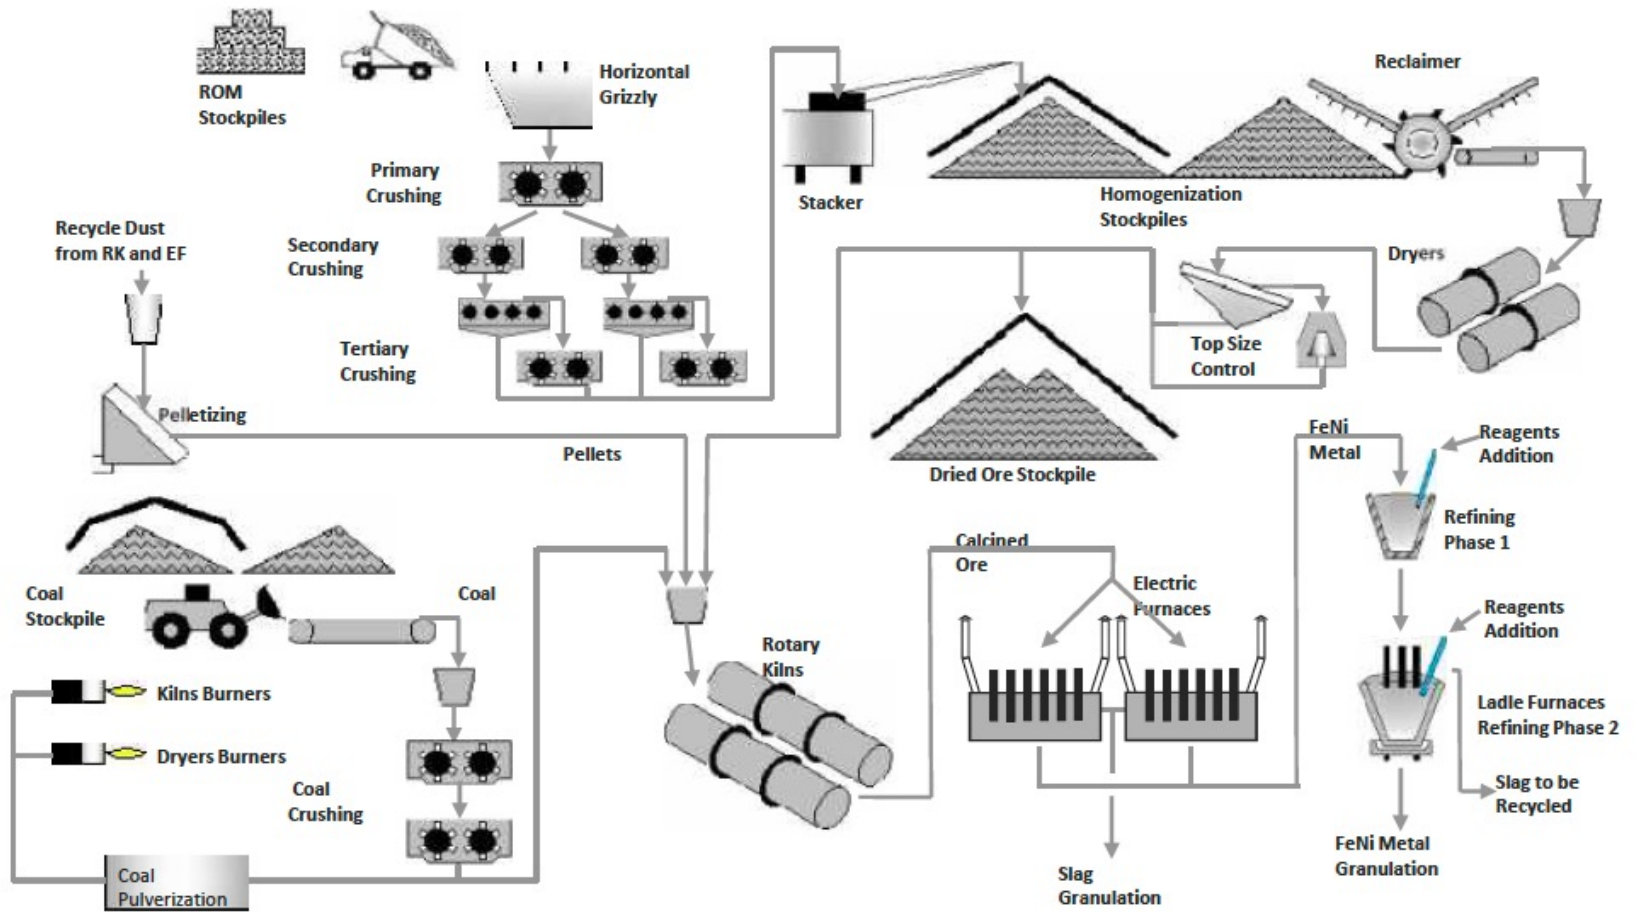 ROM
Stockpiles
Horizontal
Grizzly
Primary
Crushing
Secondary
Crushing
Tertiary
Crushing
Stacker
Homogenization
Stockpiles
Reclaimer
Dryers
Top Size
Control
Dried Ore Stockpile
Recycle Dust
from RK and EF
Pelletizing
Pellets
Coal
Stockpile
Coal
Kilns Burners
Dryers Burners
Coal
Crushing
Coal
Pulverization
Rotary
Kilns
Calcined
Ore
Electric
Furnaces
Slag
Granulation
FeNi
Metal
Reagents
Addition
Refining
Phase 1
Reagents
Addition
Ladle Furnaces
Refining Phase 2
Slag to be
Recycled
FeNi Metal
Granulation